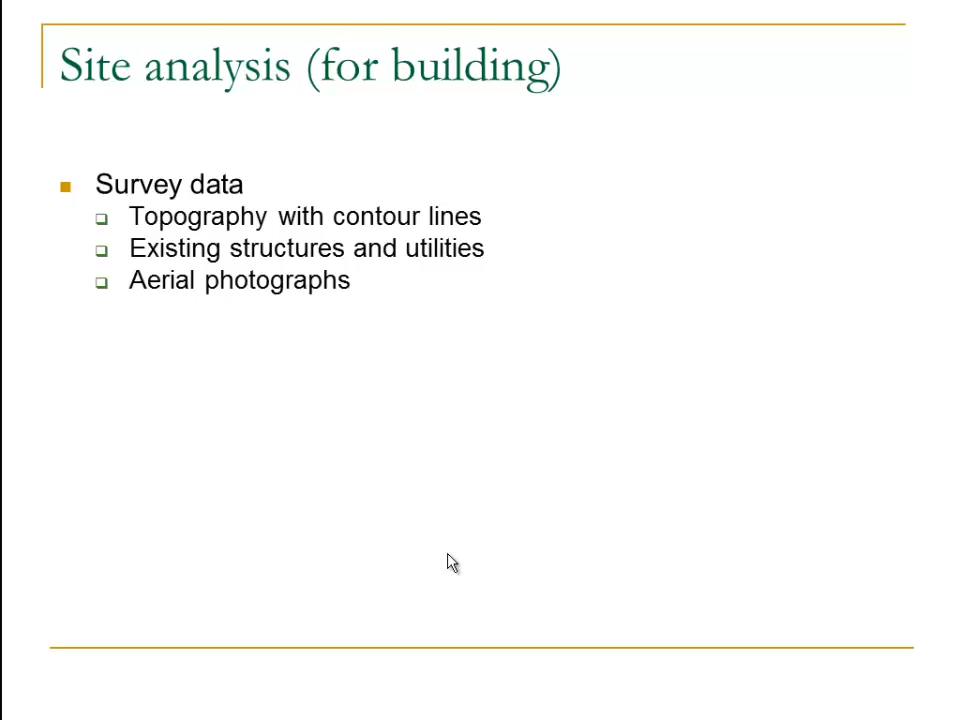 Site analysis (for building)
Survey data
Topography with contour lines
Existing structures and utilities
Aerial photographs